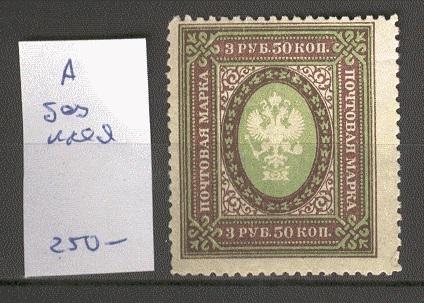 А
без
клея
250 —
3 РУБ. 50 КОП.
ПОЧТОВАЯ МАРКА
ПОЧТОВАЯ МАРКА
3 РУБ. 50 КОП.